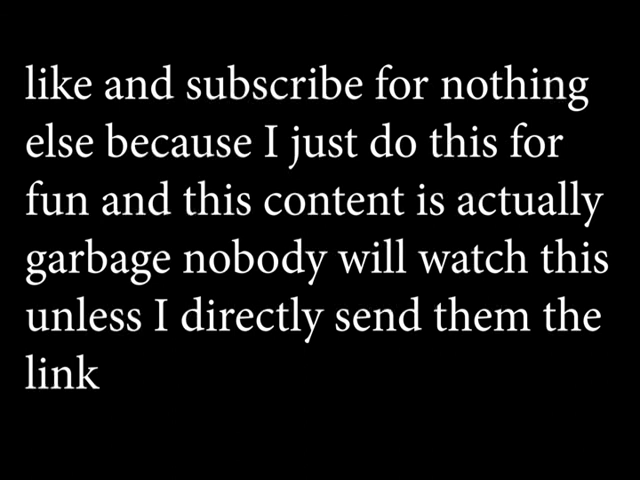 like and subscribe for nothing
else because I just do this for
fun and this content is actually
garbage nobody will watch this
unless I directly send them the
link